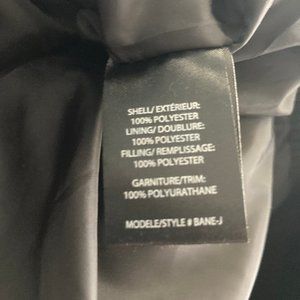 SHELL/ EXTÉRIEUR:
100% POLYESTER
LINING/ DOUBLURE:
100% POLYESTER
FILLING/ REMPLISSAGE:
100% POLYESTER
GARNITURE/TRIM:
100% POLYURATHANE
MODELE/STYLE # BANE-J